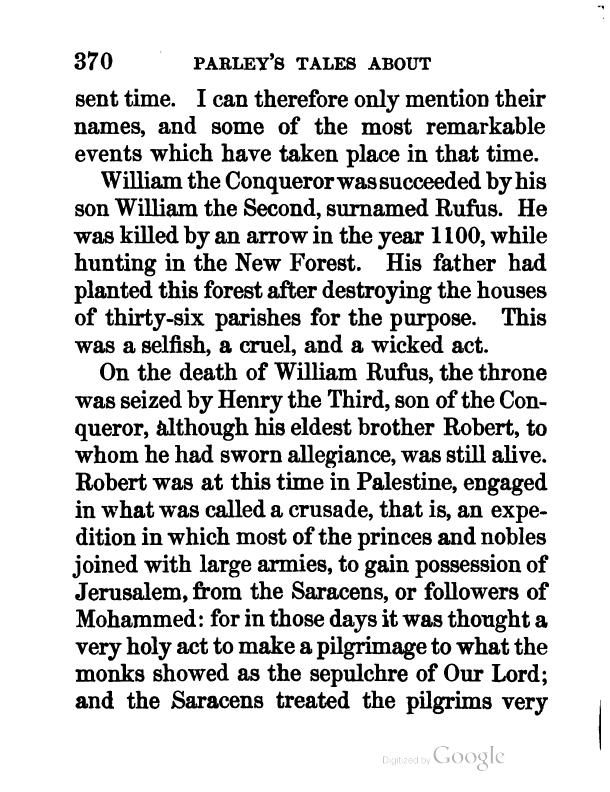 370 PARLEY'S TALES ABOUT
sent time. I can therefore only mention their
names, and some of the most remarkable
events which have taken place in that time.
William the Conqueror was succeeded by his
son William the Second, surnamed Rufus. He
was killed by an arrow in the year 1100, while
hunting in the New Forest. His father had
planted this forest after destroying the houses
of thirty-six parishes for the purpose. This
was a selfish, a cruel, and a wicked act.
On the death of William Rufus, the throne
was seized by Henry the Third, son of the Con-
queror, although his eldest brother Robert, to
whom he had sworn allegiance, was still alive.
Robert was at this time in Palestine, engaged
in what was called a crusade, that is, an expe-
dition in which most of the princes and nobles
joined with large armies, to gain possession of
Jerusalem, from the Saracens, or followers of
Mohammed: for in those days it was thought a
very holy act to make a pilgrimage to what the
monks showed as the sepulchre of Our Lord;
and the Saracens treated the pilgrims very
Digitized by Google